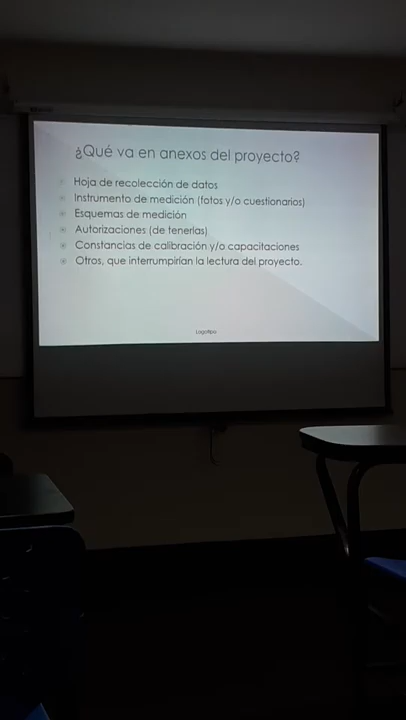 ¿Qué va en anexos del proyecto?
Hoja de recolección de datos
Instrumento de medición (fotos y/o cuestionarios)
Esquemas de medición
Autorizaciones (de tenerlas)
Constancias de calibración y/o capacitaciones
Otros, que interrumpirían la lectura del proyecto.
Logotipo